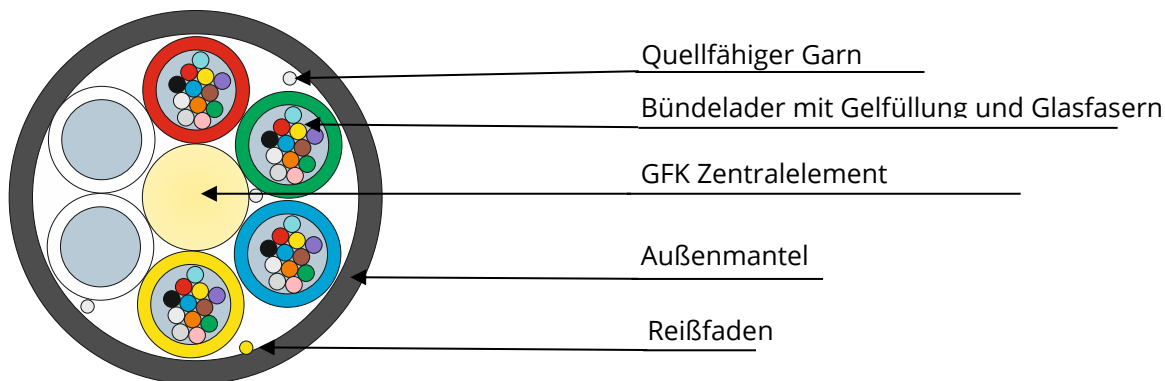 Quellfähiger Garn
Bündelader mit Gelfüllung und Glasfasern
GFK Zentralelement
Außenmantel
Reißfaden